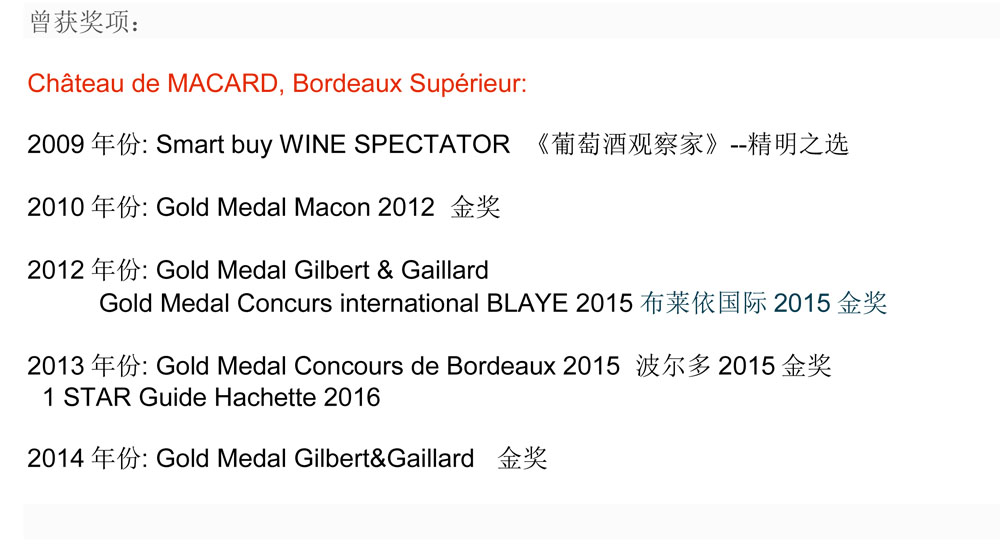 曾获奖项：
Château de MACARD, Bordeaux Supérieur:
2009 年份: Smart buy WINE SPECTATOR 《葡萄酒观察家》--精明之选
2010 年份: Gold Medal Macon 2012 金奖
2012 年份: Gold Medal Gilbert & Gaillard
Gold Medal Concurs international BLAYE 2015 布莱依国际 2015 金奖
2013 年份: Gold Medal Concours de Bordeaux 2015 波尔多 2015 金奖
1 STAR Guide Hachette 2016
2014 年份: Gold Medal Gilbert&Gaillard 金奖